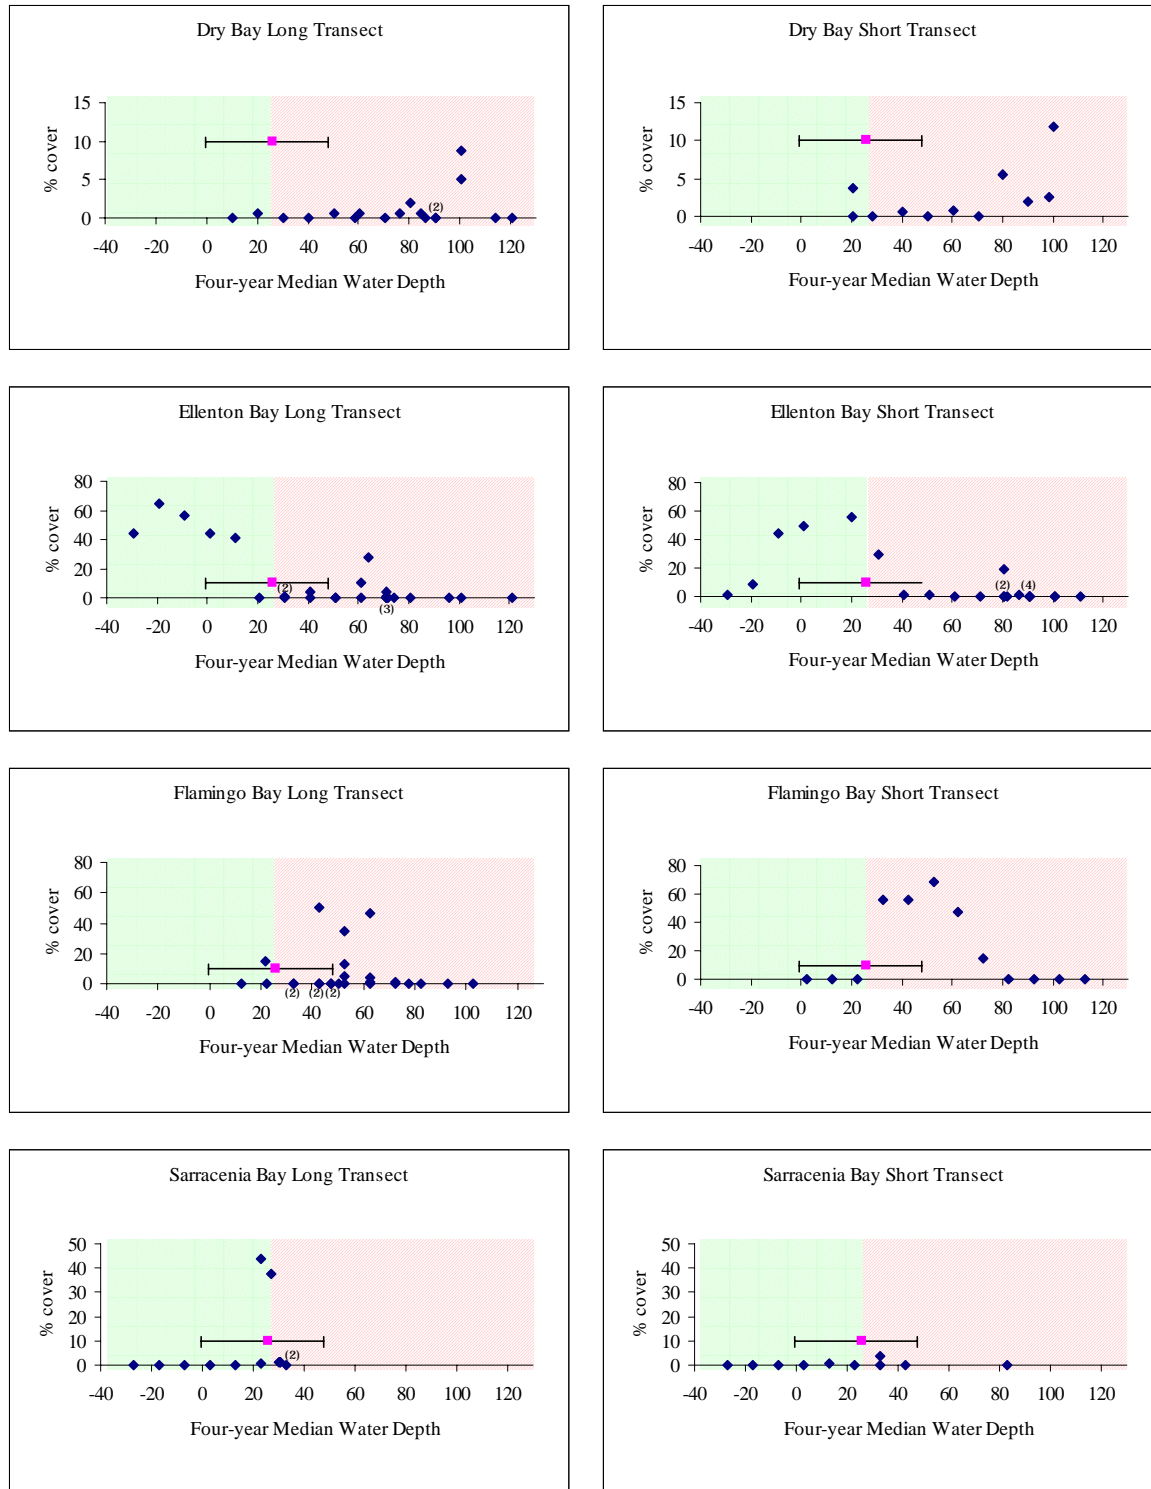 Dry Bay Long Transect
15
10
5
0
% cover
(2)
-40 -20 0 20 40 60 80 100 120
Four-year Median Water Depth
Dry Bay Short Transect
15
10
5
0
% cover
-40 -20 0 20 40 60 80 100 120
Four-year Median Water Depth
Ellenton Bay Long Transect
80
60
40
20
0
% cover
(2)
(3)
-40 -20 0 20 40 60 80 100 120
Four-year Median Water Depth
Ellenton Bay Short Transect
80
60
40
20
0
% cover
(2) (4)
-40 -20 0 20 40 60 80 100 120
Four-year Median Water Depth
Flamingo Bay Long Transect
80
60
40
20
0
% cover
(2) (2) (2)
-40 -20 0 20 40 60 80 100 120
Four-year Median Water Depth
Flamingo Bay Short Transect
80
60
40
20
0
% cover
-40 -20 0 20 40 60 80 100 120
Four-year Median Water Depth
Sarracenia Bay Long Transect
50
40
30
20
10
0
% cover
(2)
-40 -20 0 20 40 60 80 100 120
Four-year Median Water Depth
Sarracenia Bay Short Transect
50
40
30
20
10
0
% cover
-40 -20 0 20 40 60 80 100 120
Four-year Median Water Depth